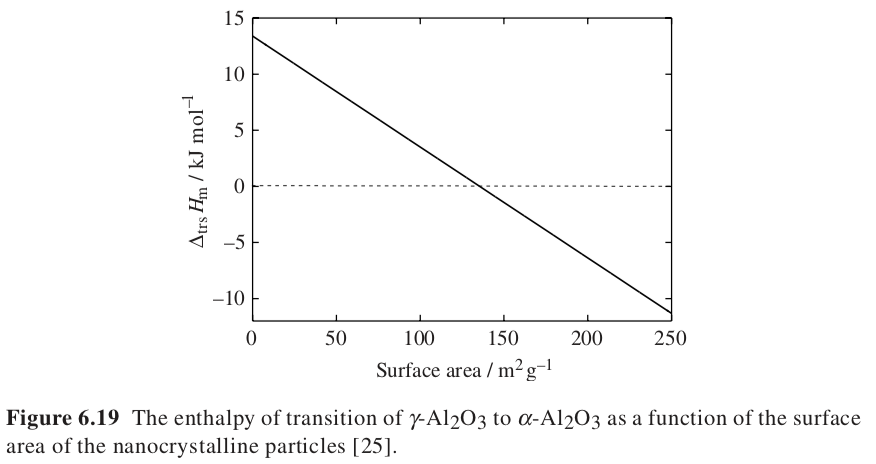 15
10
5
0
−5
−10
Δtrs Hm / kJ mol−1
0 50 100 150 200 250
Surface area / m2 g−1
Figure 6.19 The enthalpy of transition of γ-Al2O3 to α-Al2O3 as a function of the surface
area of the nanocrystalline particles [25].